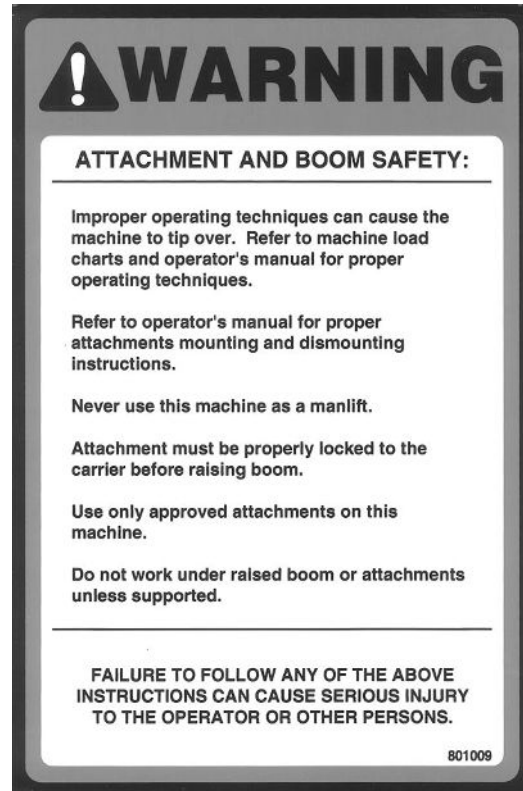 WARNING
ATTACHMENT AND BOOM SAFETY:
Improper operating techniques can cause the
machine to tip over. Refer to machine load
charts and operator's manual for proper
operating techniques.
Refer to operator's manual for proper
attachments mounting and dismounting
instructions.
Never use this machine as a manlift.
Attachment must be properly locked to the
carrier before raising boom.
Use only approved attachments on this
machine.
Do not work under raised boom or attachments
unless supported.
FAILURE TO FOLLOW ANY OF THE ABOVE
INSTRUCTIONS CAN CAUSE SERIOUS INJURY
TO THE OPERATOR OR OTHER PERSONS.
801009